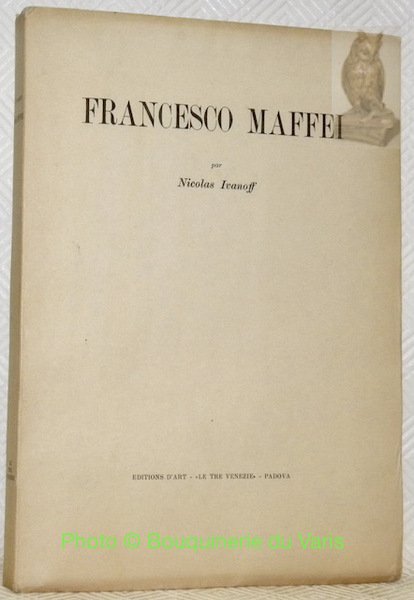 FRANCESCO MAFFEI
par
Nicolas Ivanoff
EDITIONS D'ART - «LE TRE VENEZIE» - PADOVA
Photo © Bouquinerie du Varis